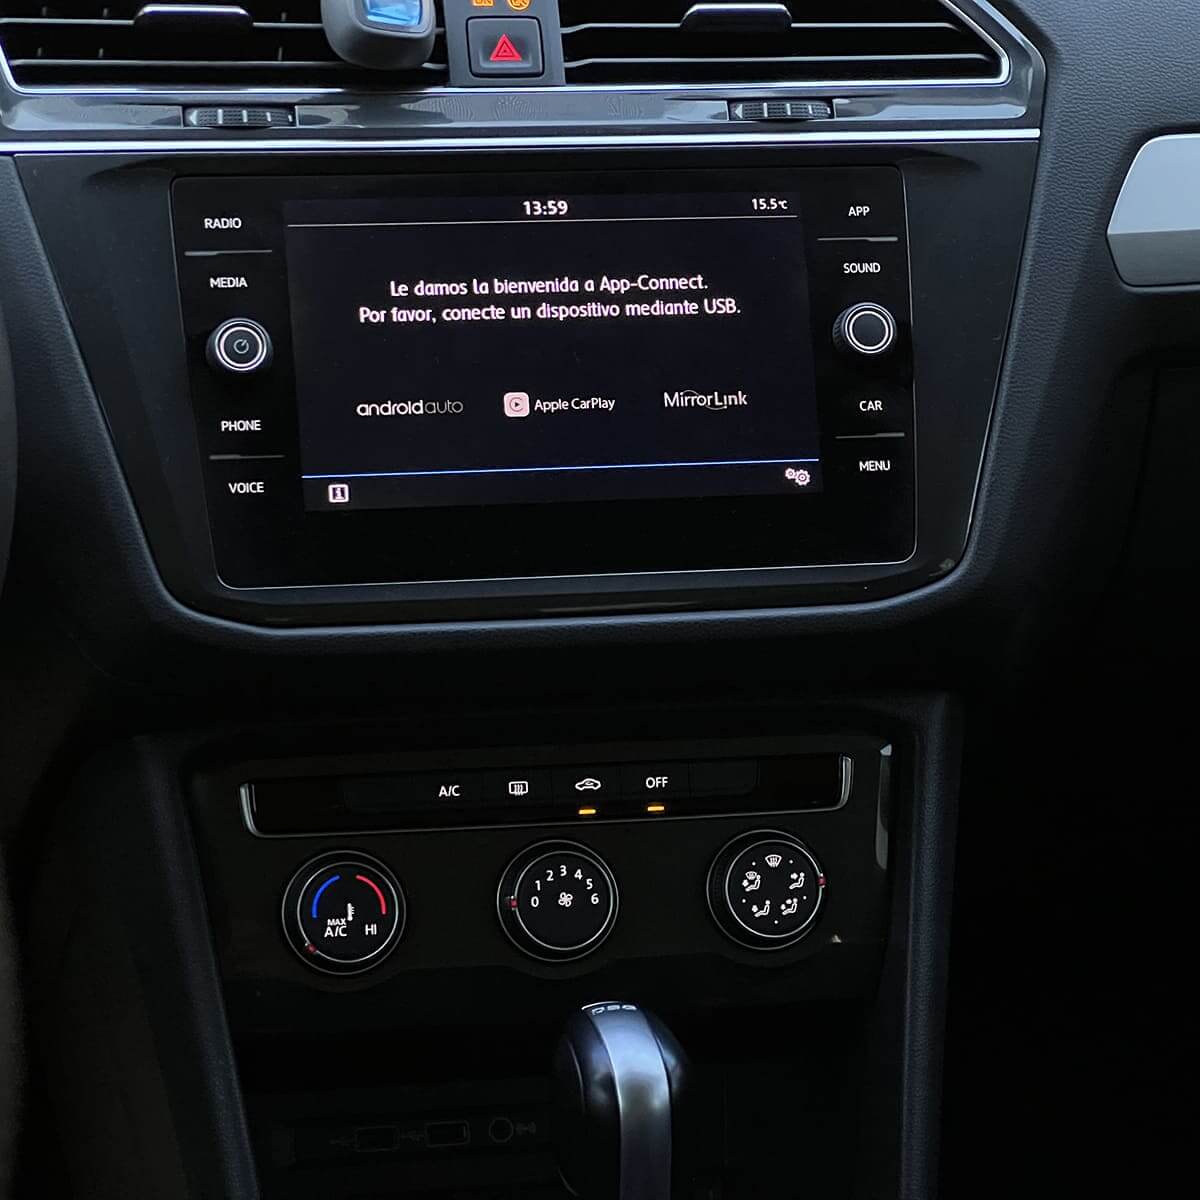 13:59
15.5°C
RADIO
APP
MEDIA
SOUND
Le damos la bienvenida a App-Connect.
Por favor, conecte un dispositivo mediante USB.
androidauto
Apple CarPlay
MirrorLink
PHONE
CAR
VOICE
MENU
A/C
OFF
MAX
A/C HI
0 1 2 3 4 5 6
DSG